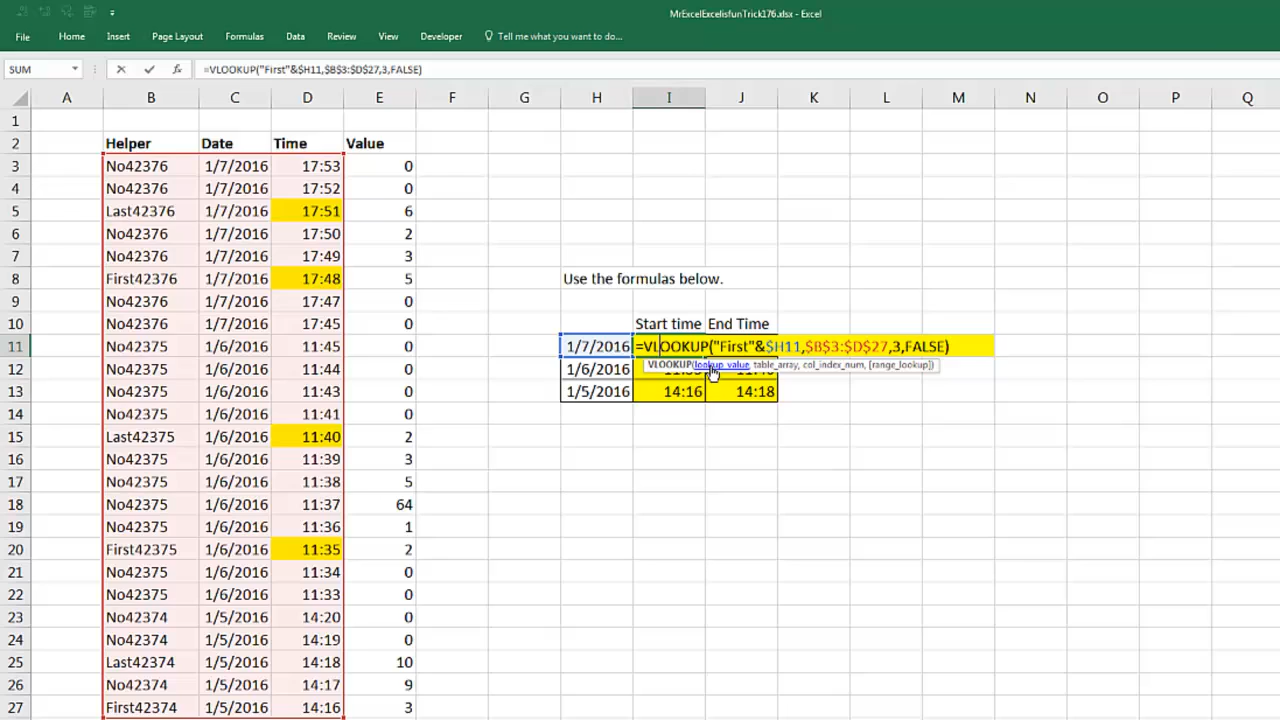 MrExcelExcelisfunTrick176.xlsx - Excel
File Home Insert Page Layout Formulas Data Review View Developer Tell me what you want to do...
SUM =VLOOKUP("First"&$H11,$B$3:$D$27,3,FALSE)
A B C D E F G H I J K L M N O P Q
1
2 Helper Date Time Value
3 No42376 1/7/2016 17:53 0
4 No42376 1/7/2016 17:52 0
5 Last42376 1/7/2016 17:51 6
6 No42376 1/7/2016 17:50 2
7 No42376 1/7/2016 17:49 3
8 First42376 1/7/2016 17:48 5 Use the formulas below.
9 No42376 1/7/2016 17:47 0
10 No42376 1/7/2016 17:45 0 Start time End Time
11 No42375 1/6/2016 11:45 0 1/7/2016 =VLOOKUP("First"&$H11,$B$3:$D$27,3,FALSE)
VLOOKUP(lookup_value, table_array, col_index_num, [range_lookup])
12 No42375 1/6/2016 11:44 0 1/6/2016
13 No42375 1/6/2016 11:43 0 1/5/2016 14:16 14:18
14 No42375 1/6/2016 11:41 0
15 Last42375 1/6/2016 11:40 2
16 No42375 1/6/2016 11:39 3
17 No42375 1/6/2016 11:38 5
18 No42375 1/6/2016 11:37 64
19 No42375 1/6/2016 11:36 1
20 First42375 1/6/2016 11:35 2
21 No42375 1/6/2016 11:34 0
22 No42375 1/6/2016 11:33 0
23 No42374 1/5/2016 14:20 0
24 No42374 1/5/2016 14:19 0
25 Last42374 1/5/2016 14:18 10
26 No42374 1/5/2016 14:17 9
27 First42374 1/5/2016 14:16 3